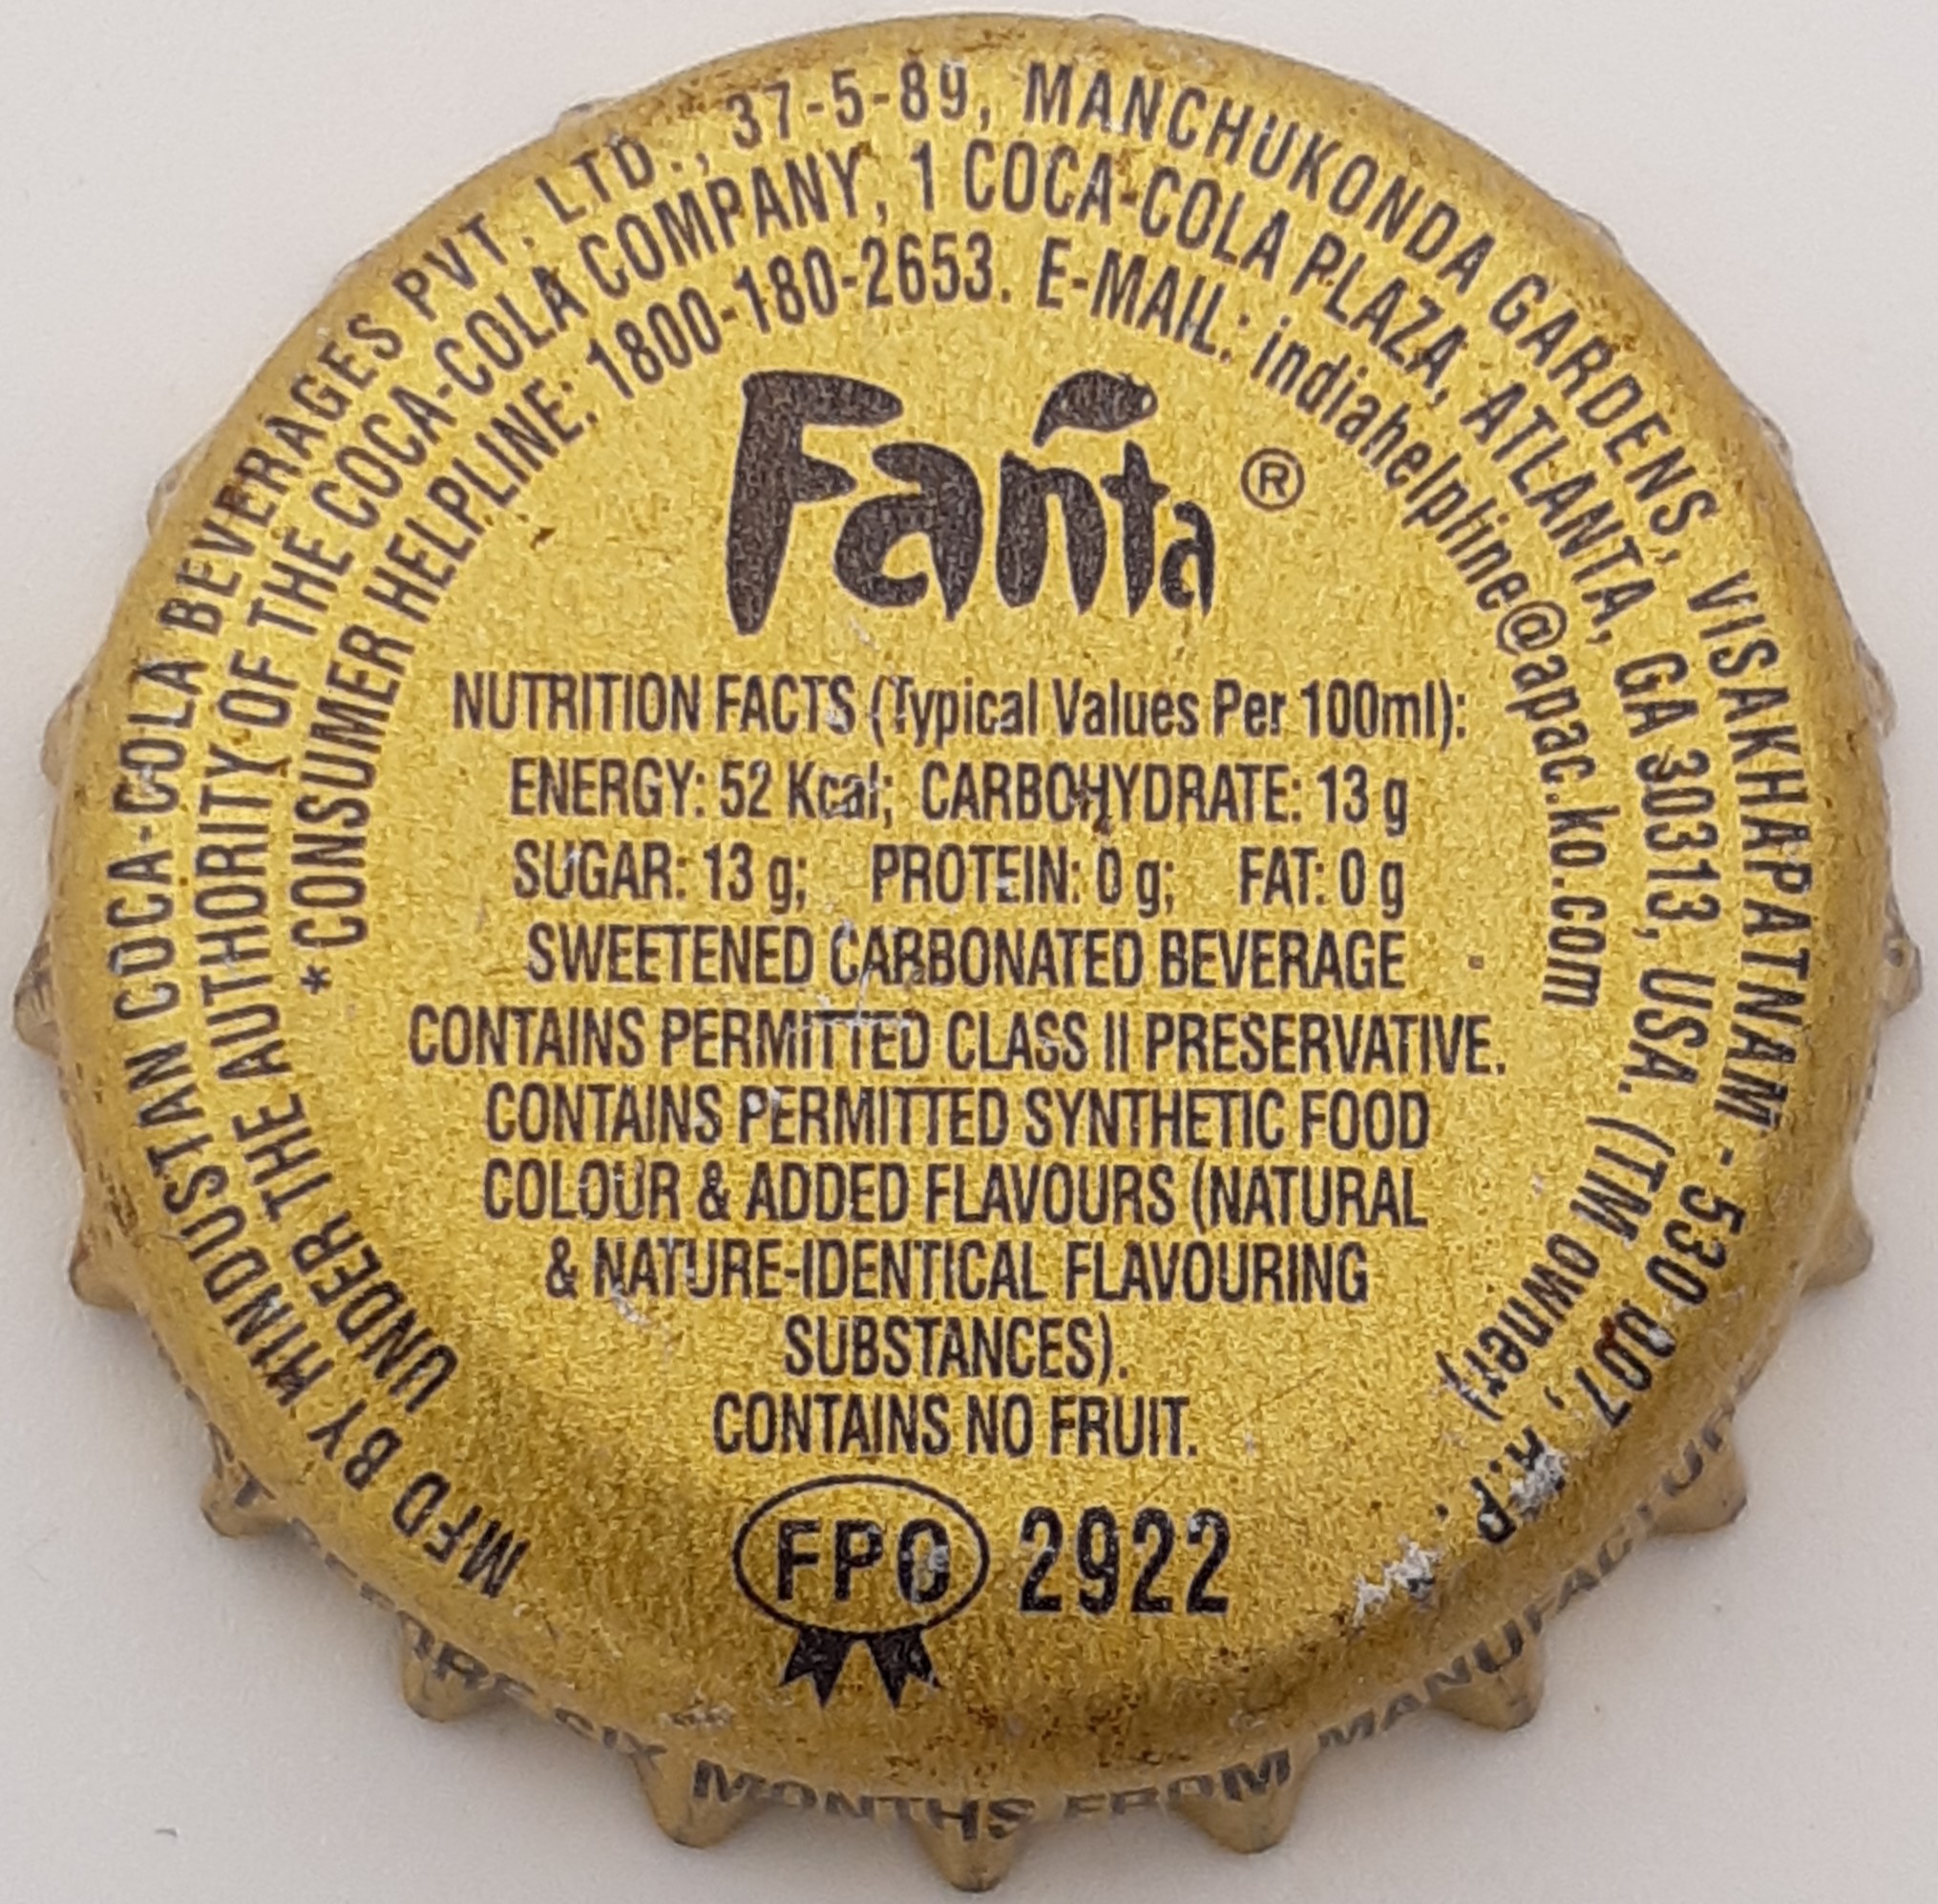 MFD BY HINDUSTAN COCA-COLA BEVERAGES PVT. LTD., 37-5-89, MANCHUKONDA GARDENS, VISAKHAPATNAM - 530 007, A.P.
UNDER THE AUTHORITY OF THE COCA-COLA COMPANY, 1 COCA-COLA PLAZA, ATLANTA, GA 30313, USA. (TM owner)
*CONSUMER HELPLINE: 1800-180-2653. E-MAIL: indiahelpline@apac.ko.com
Fanta ®
NUTRITION FACTS (Typical Values Per 100ml):
ENERGY: 52 Kcal; CARBOHYDRATE: 13 g
SUGAR: 13 g; PROTEIN: 0 g; FAT: 0 g
SWEETENED CARBONATED BEVERAGE
CONTAINS PERMITTED CLASS II PRESERVATIVE.
CONTAINS PERMITTED SYNTHETIC FOOD
COLOUR & ADDED FLAVOURS (NATURAL
& NATURE-IDENTICAL FLAVOURING
SUBSTANCES).
CONTAINS NO FRUIT.
FPO 2922
SIX MONTHS FROM MANUFACTUR